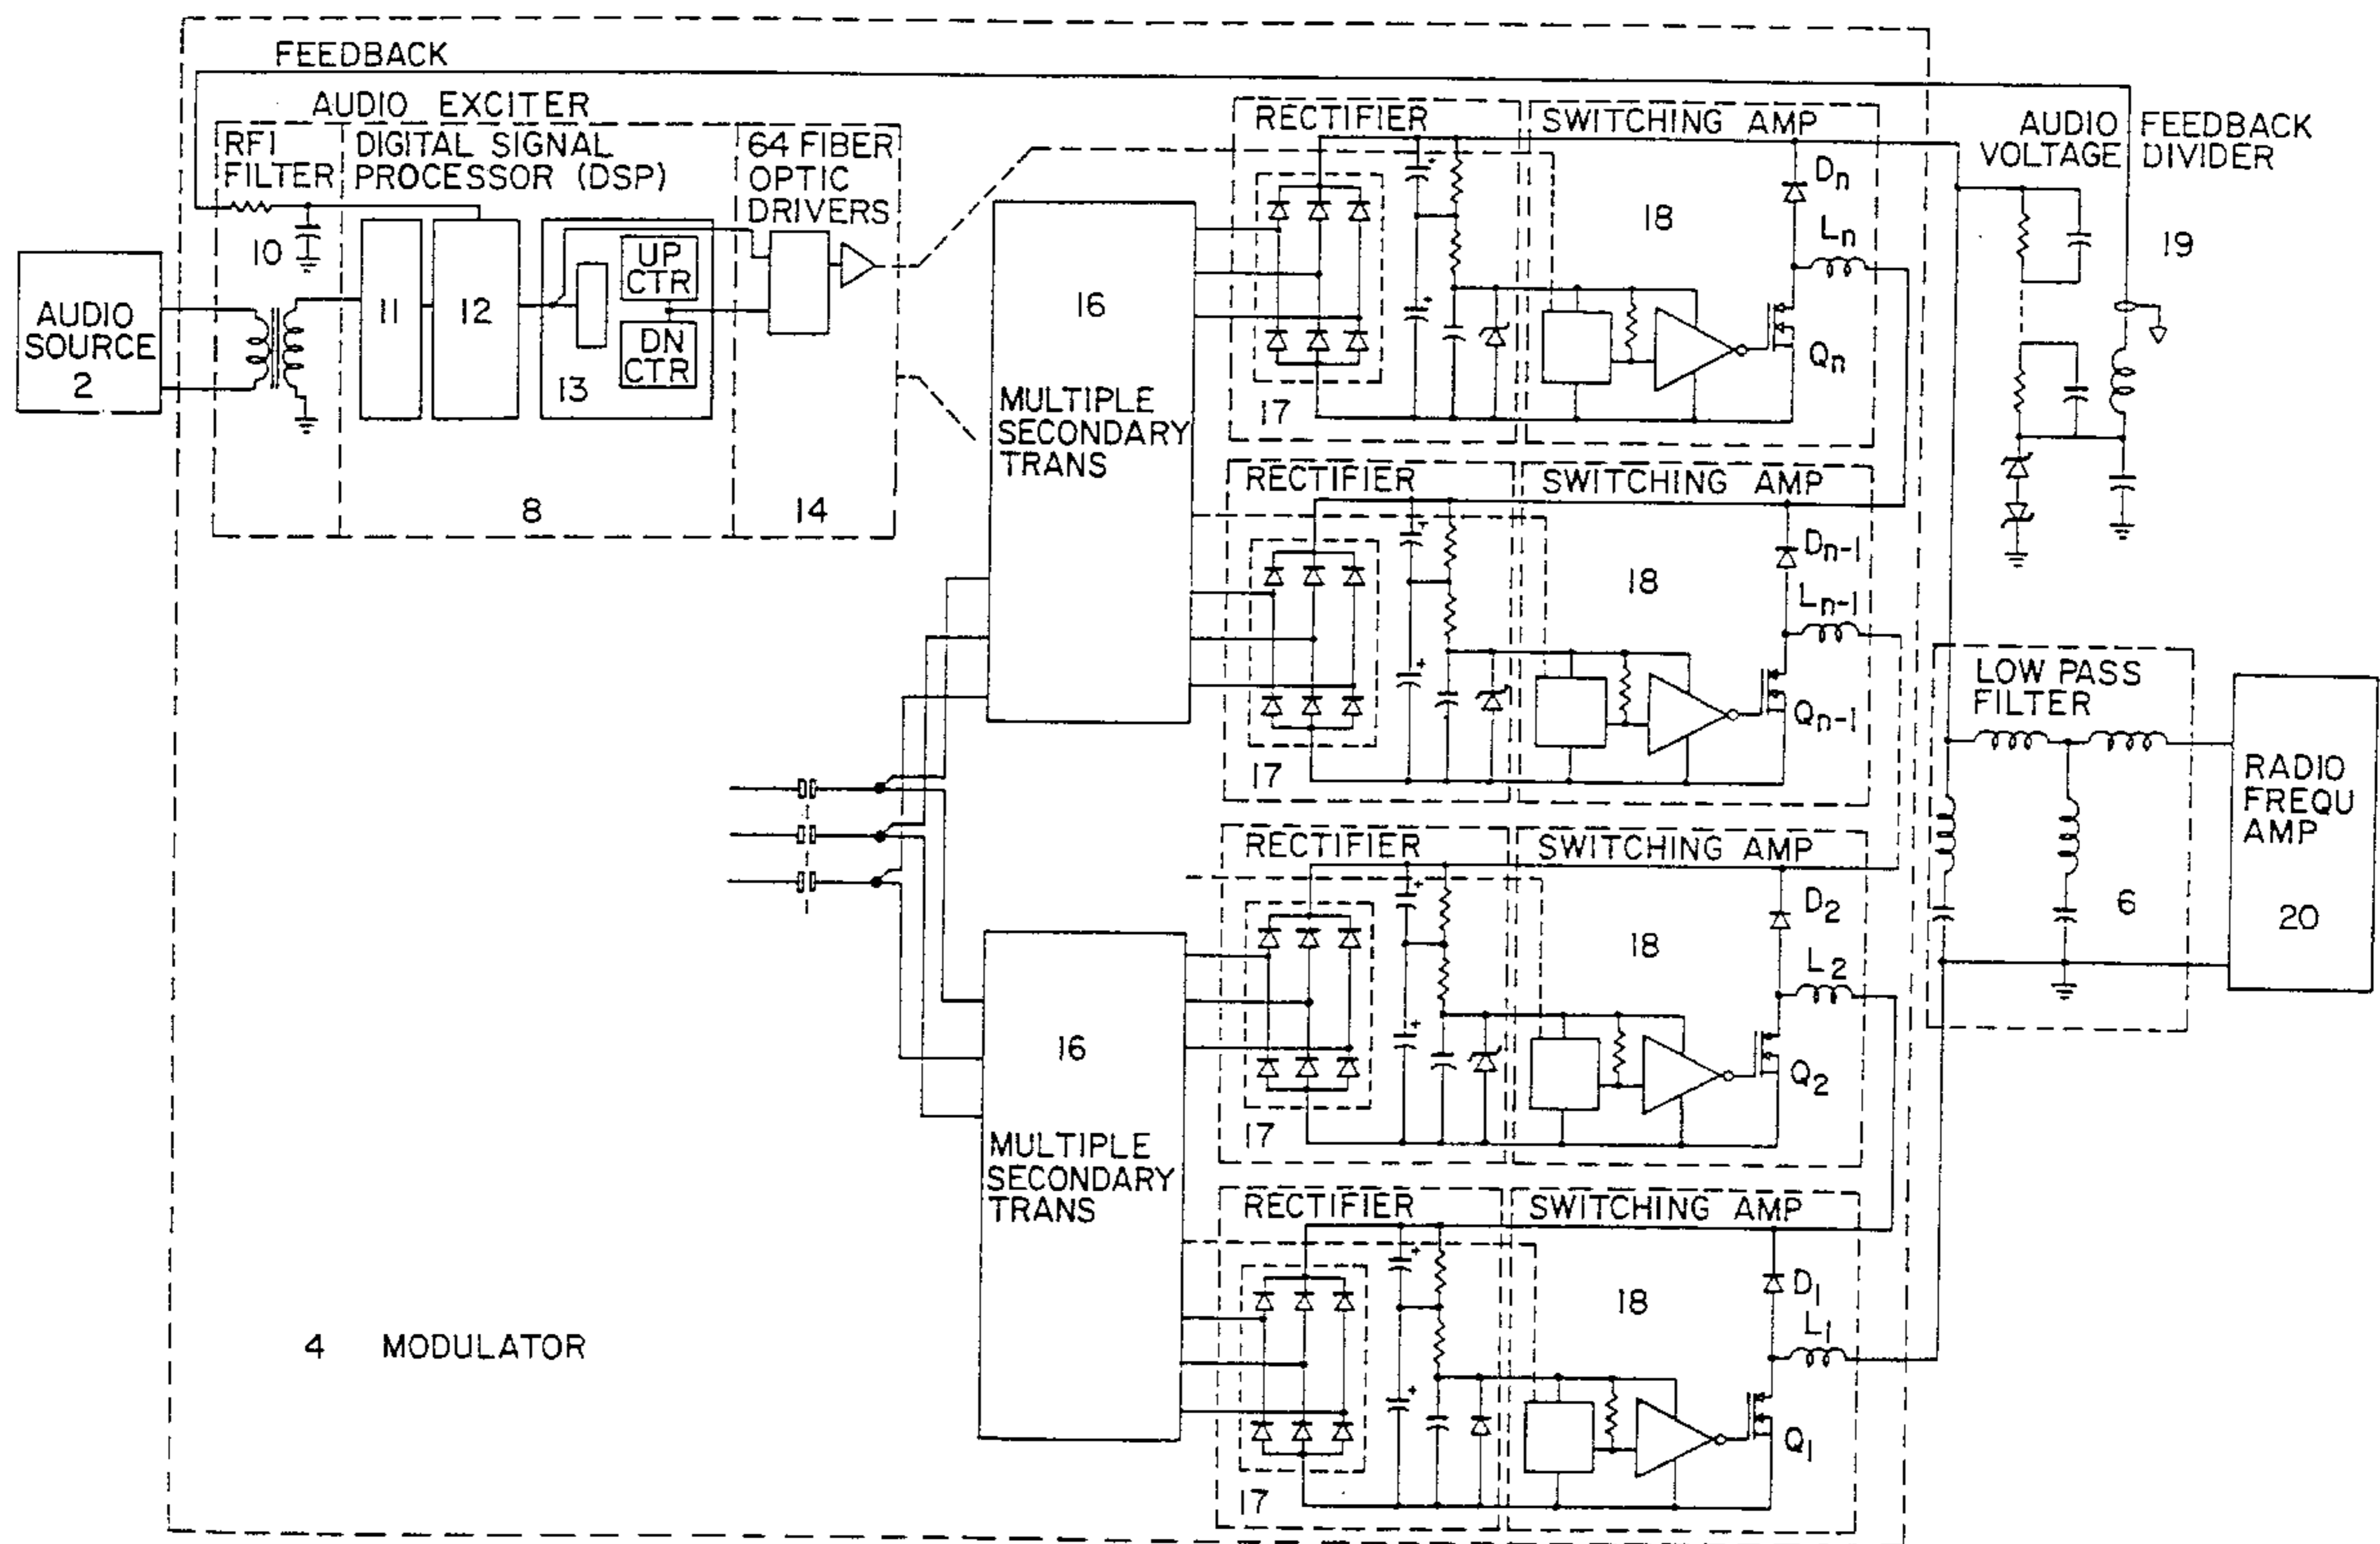 FEEDBACK
AUDIO EXCITER
RFI
FILTER
DIGITAL SIGNAL
PROCESSOR (DSP)
64 FIBER
OPTIC
DRIVERS
10
11
12
UP
CTR
DN
CTR
13
8
14
AUDIO
SOURCE
2
16
MULTIPLE
SECONDARY
TRANS
RECTIFIER
17
SWITCHING AMP
18
Dn
Ln
Qn
AUDIO FEEDBACK
VOLTAGE DIVIDER
19
RECTIFIER
17
SWITCHING AMP
18
Dn-1
Ln-1
Qn-1
LOW PASS
FILTER
6
RADIO
FREQU
AMP
20
16
MULTIPLE
SECONDARY
TRANS
RECTIFIER
17
SWITCHING AMP
18
D2
L2
Q2
RECTIFIER
17
SWITCHING AMP
18
D1
L1
Q1
4 MODULATOR